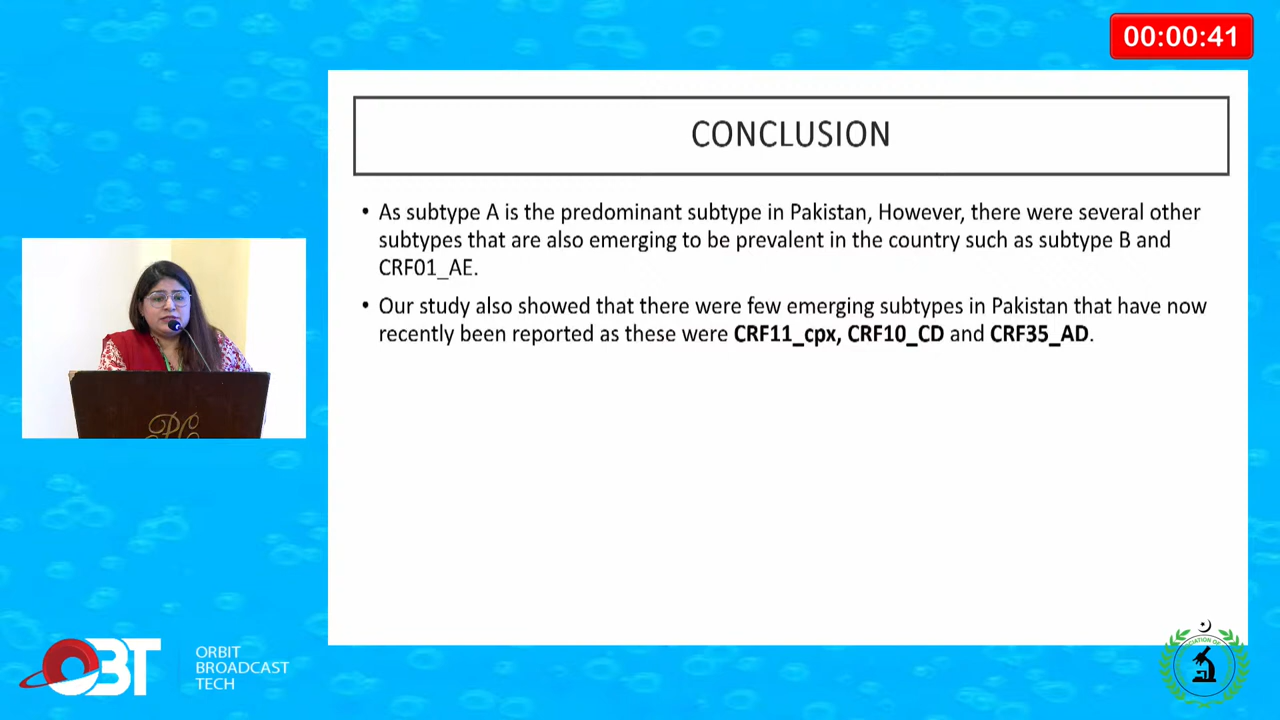 00:00:41
CONCLUSION
• As subtype A is the predominant subtype in Pakistan, However, there were several other
subtypes that are also emerging to be prevalent in the country such as subtype B and
CRF01_AE.
• Our study also showed that there were few emerging subtypes in Pakistan that have now
recently been reported as these were CRF11_cpx, CRF10_CD and CRF35_AD.
PC
OBT
ORBIT
BROADCAST
TECH